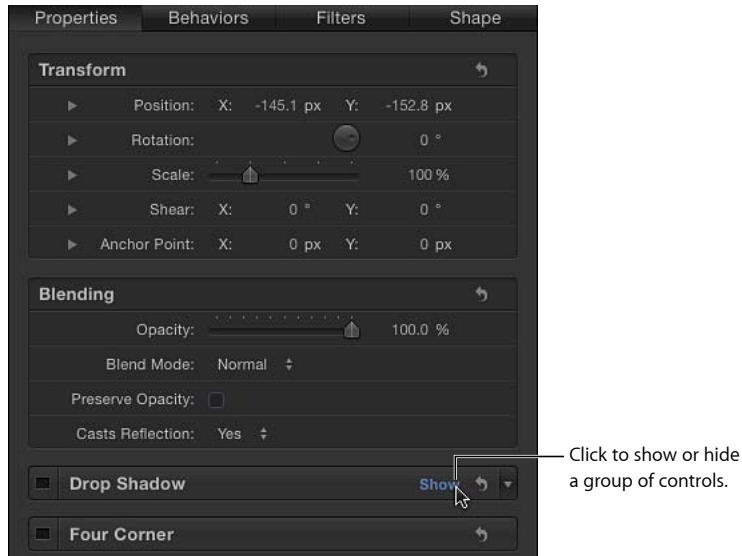 Properties Behaviors Filters Shape
Transform
Position: X: -145.1 px Y: -152.8 px
Rotation: 0 °
Scale: 100 %
Shear: X: 0 ° Y: 0 °
Anchor Point: X: 0 px Y: 0 px
Blending
Opacity: 100.0 %
Blend Mode: Normal
Preserve Opacity:
Casts Reflection: Yes
Drop Shadow Show
Click to show or hide
a group of controls.
Four Corner